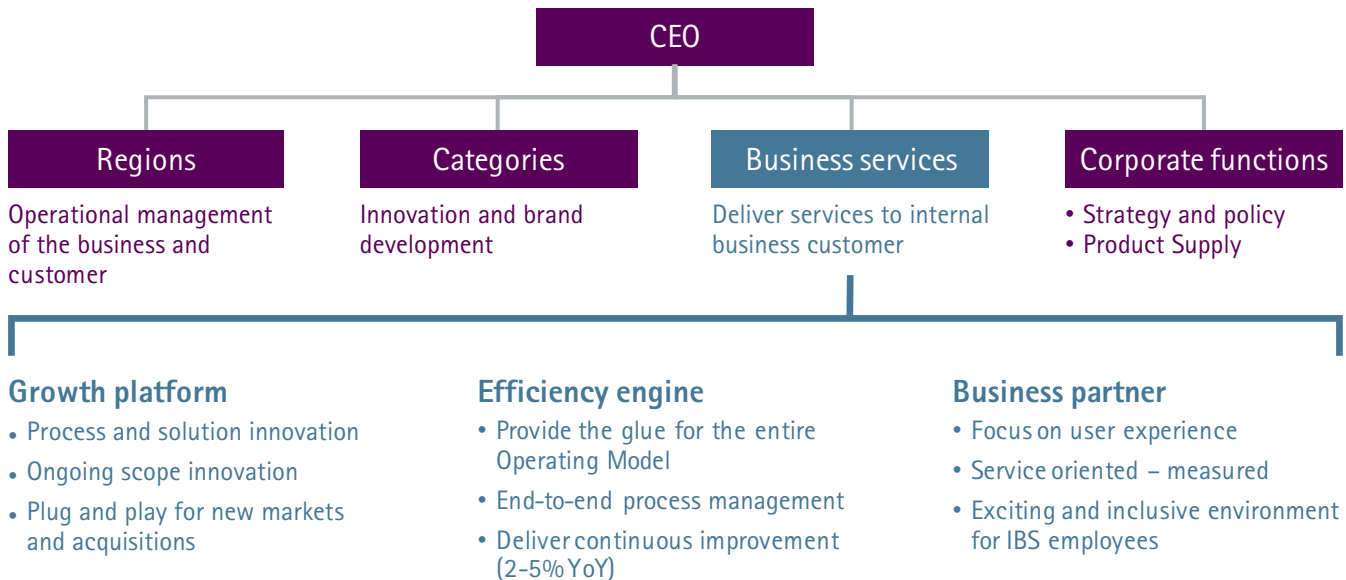 CEO
Regions
Operational management
of the business and
customer
Categories
Innovation and brand
development
Business services
Deliver services to internal
business customer
Corporate functions
• Strategy and policy
• Product Supply
Growth platform
• Process and solution innovation
• Ongoing scope innovation
• Plug and play for new markets
and acquisitions
Efficiency engine
• Provide the glue for the entire
Operating Model
• End-to-end process management
• Deliver continuous improvement
(2-5% YoY)
Business partner
• Focus on user experience
• Service oriented – measured
• Exciting and inclusive environment
for IBS employees